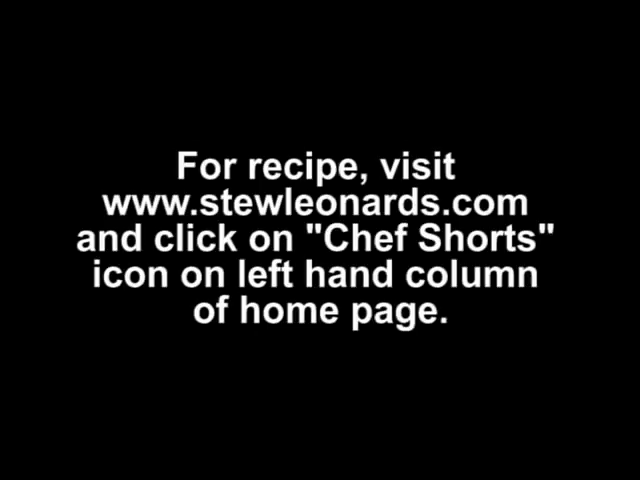 For recipe, visit
www.stewleonards.com
and click on "Chef Shorts"
icon on left hand column
of home page.